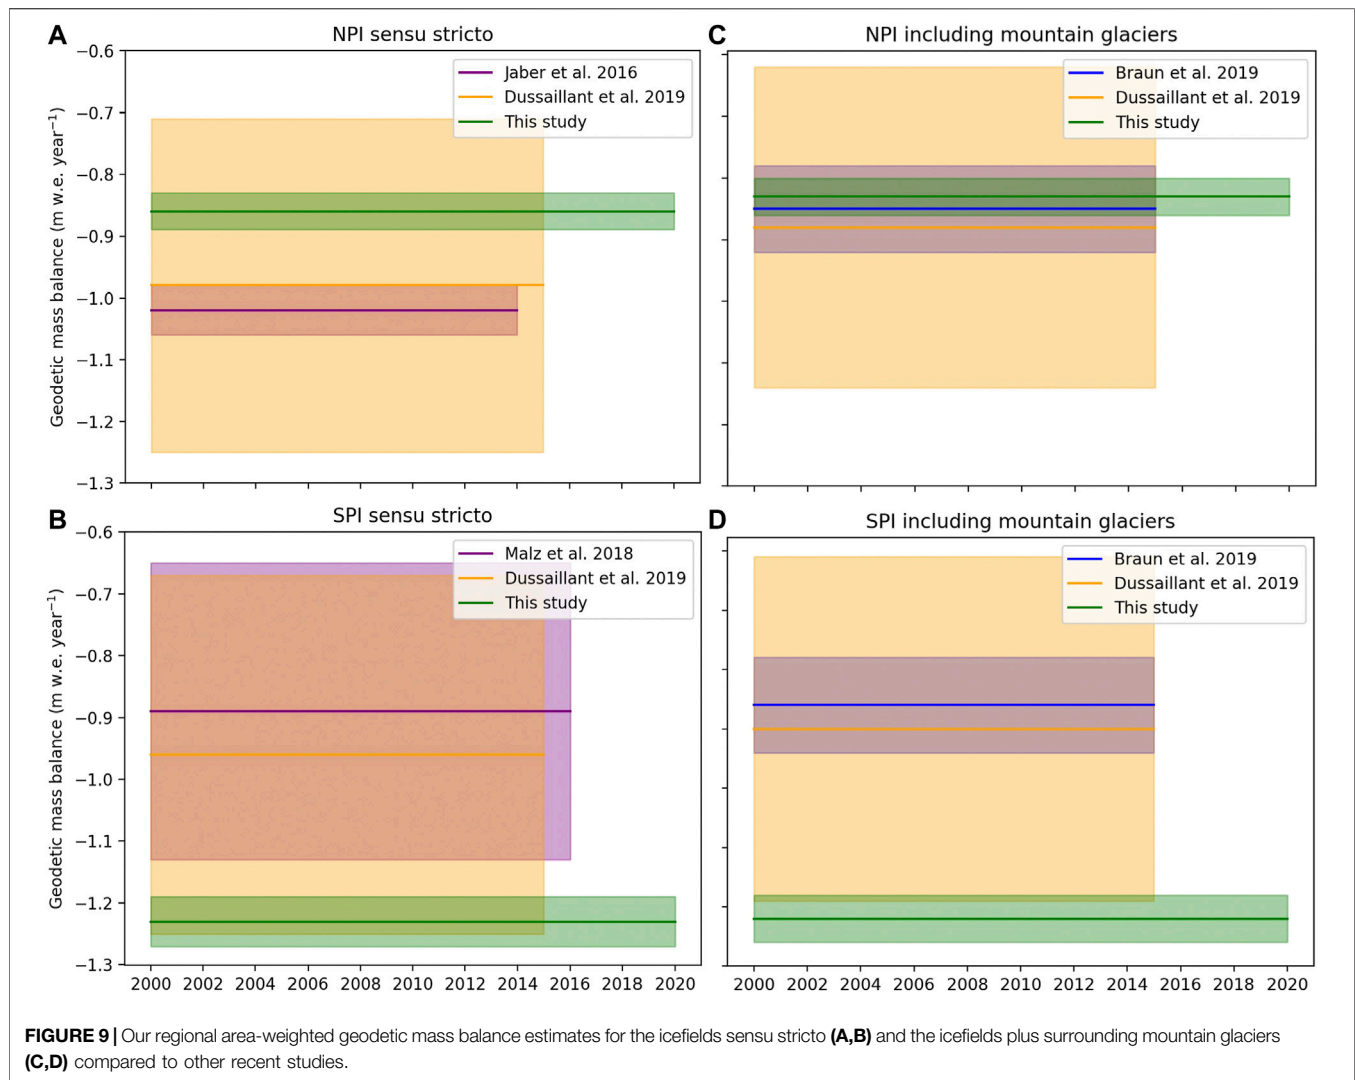 A
NPI sensu stricto
−0.6
−0.7
−0.8
−0.9
−1.0
−1.1
−1.2
−1.3
Geodetic mass balance (m w.e. year⁻¹)
Jaber et al. 2016
Dussaillant et al. 2019
This study
C
NPI including mountain glaciers
Braun et al. 2019
Dussaillant et al. 2019
This study
B
SPI sensu stricto
−0.6
−0.7
−0.8
−0.9
−1.0
−1.1
−1.2
−1.3
Geodetic mass balance (m w.e. year⁻¹)
Malz et al. 2018
Dussaillant et al. 2019
This study
2000 2002 2004 2006 2008 2010 2012 2014 2016 2018 2020
D
SPI including mountain glaciers
Braun et al. 2019
Dussaillant et al. 2019
This study
2000 2002 2004 2006 2008 2010 2012 2014 2016 2018 2020
FIGURE 9 | Our regional area-weighted geodetic mass balance estimates for the icefields sensu stricto (A,B) and the icefields plus surrounding mountain glaciers
(C,D) compared to other recent studies.